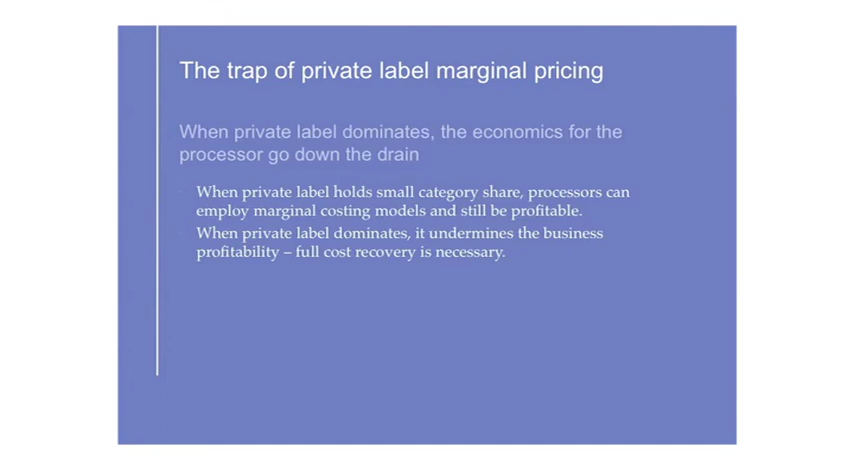 The trap of private label marginal pricing
When private label dominates, the economics for the
processor go down the drain
When private label holds small category share, processors can
employ marginal costing models and still be profitable.
When private label dominates, it undermines the business
profitability – full cost recovery is necessary.